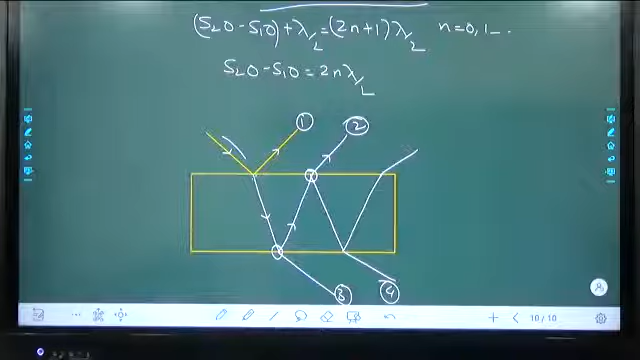 (S₂O - S₁O) + λ/2 = (2n+1) λ/2 n = 0, 1 - .
S₂O - S₁O = 2n λ/2
1
2
3
4
10/10